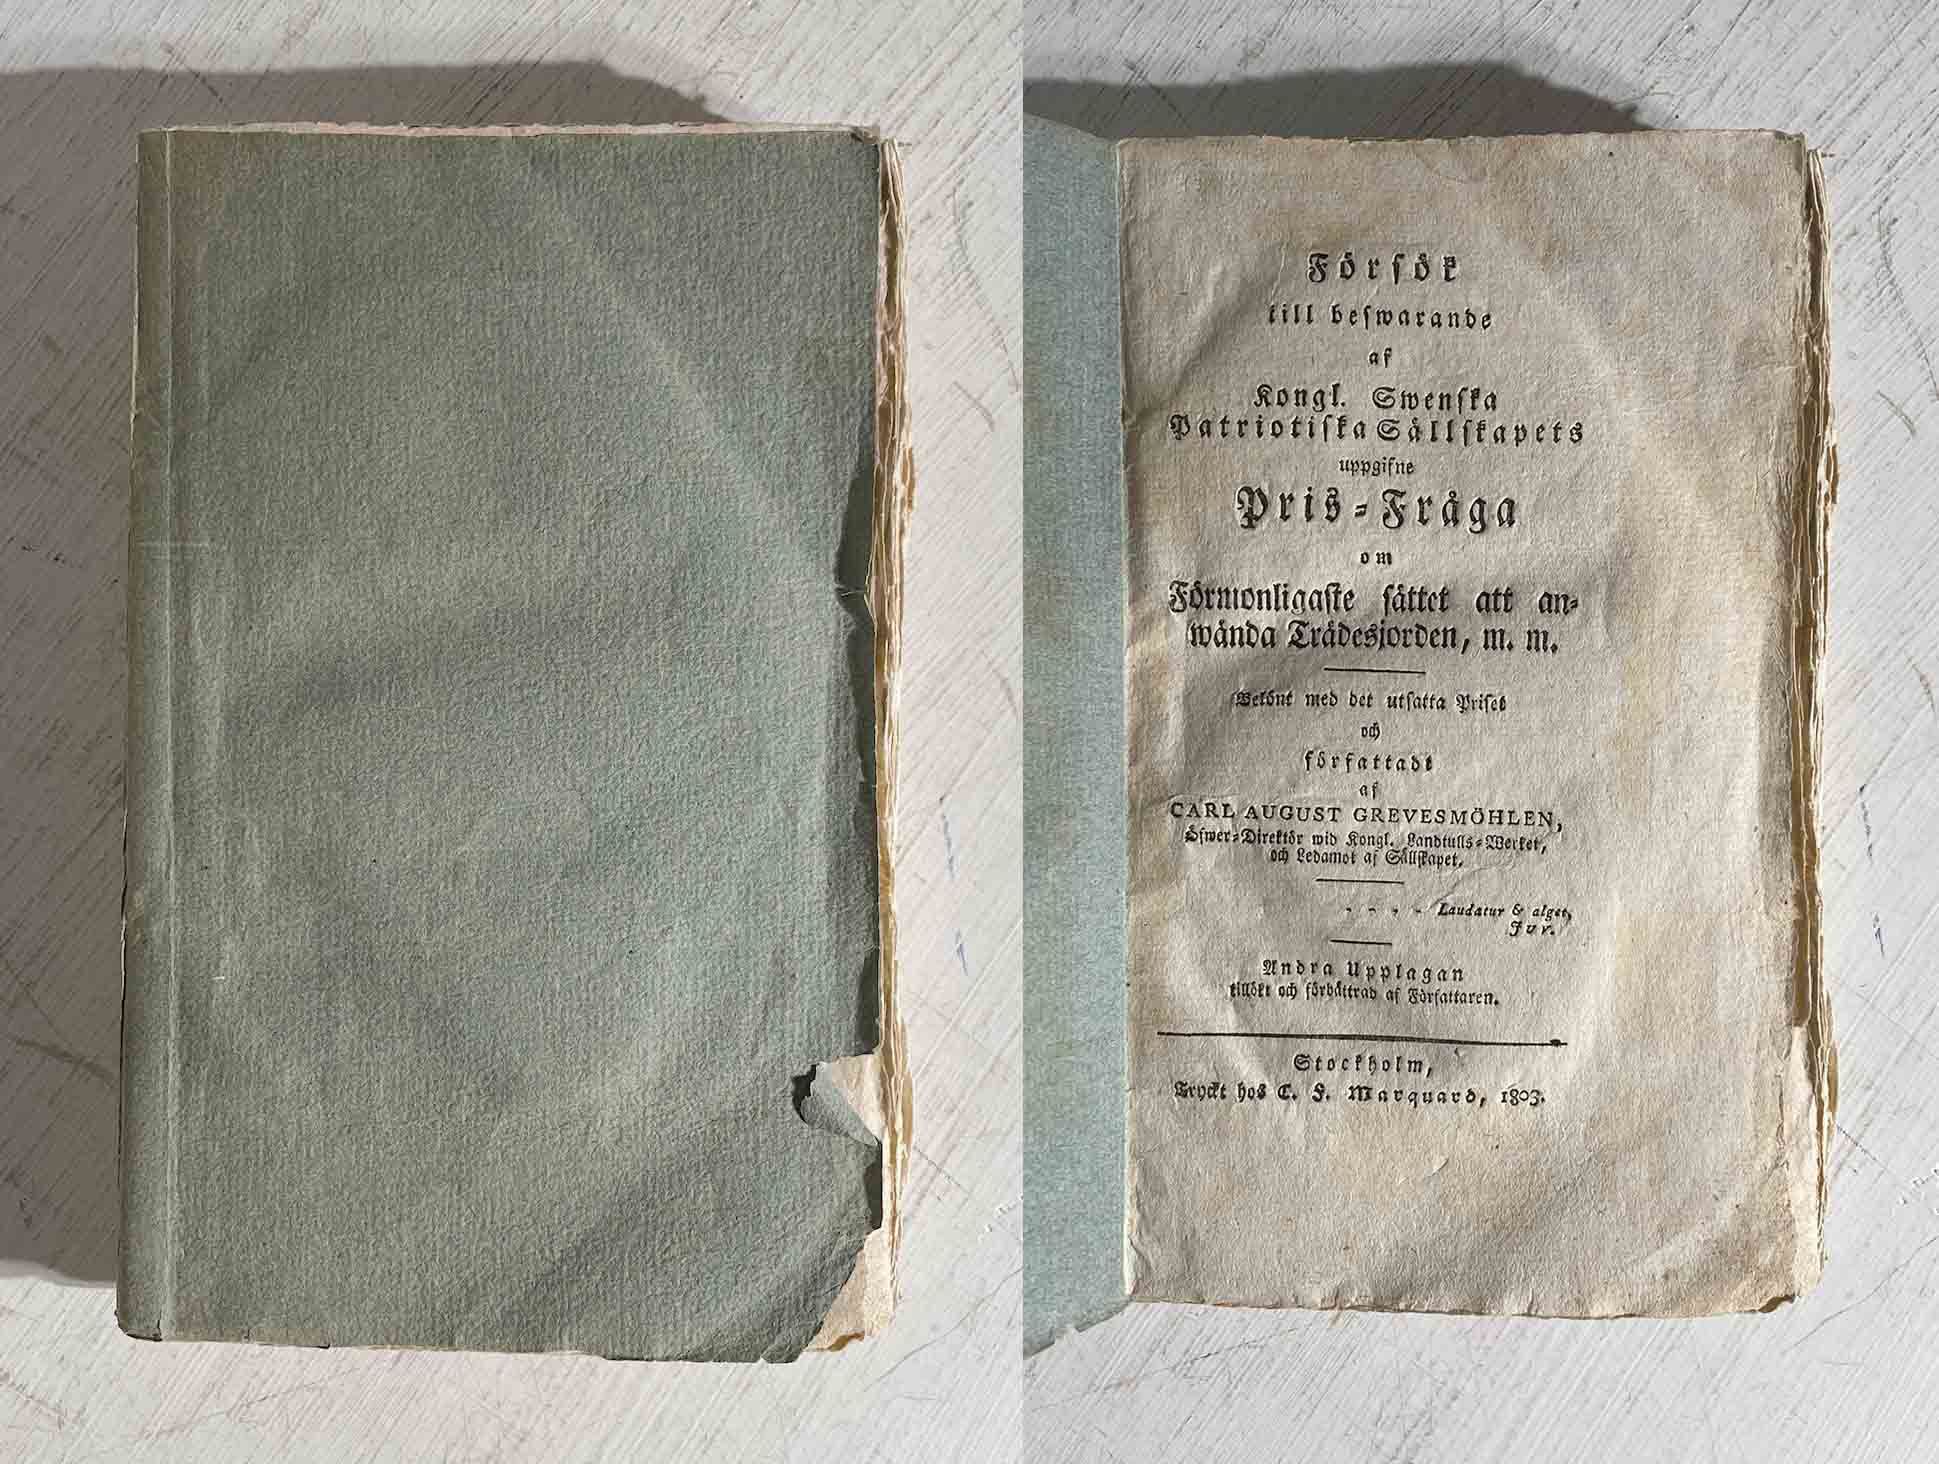 Försök
till beswarande
af
Kongl. Swenska
Patriotiska Sällskapets
uppgifne
Pris-Fråga
om
Förmonligaste sättet att an-
wända Trädesjorden, m. m.
Belönt med det utsatta Priset
och
författadt
af
CARL AUGUST GREVESMÖHLEN,
Öfwer-Direktör wid Kongl. Landtulls-Werket,
och Ledamot af Sällskapet.
- - - - Laudatur & alget,
Juv.
Andra Upplagan
tillökt och förbättrad af Författaren.
Stockholm,
Tryckt hos C. F. Marquard, 1803.